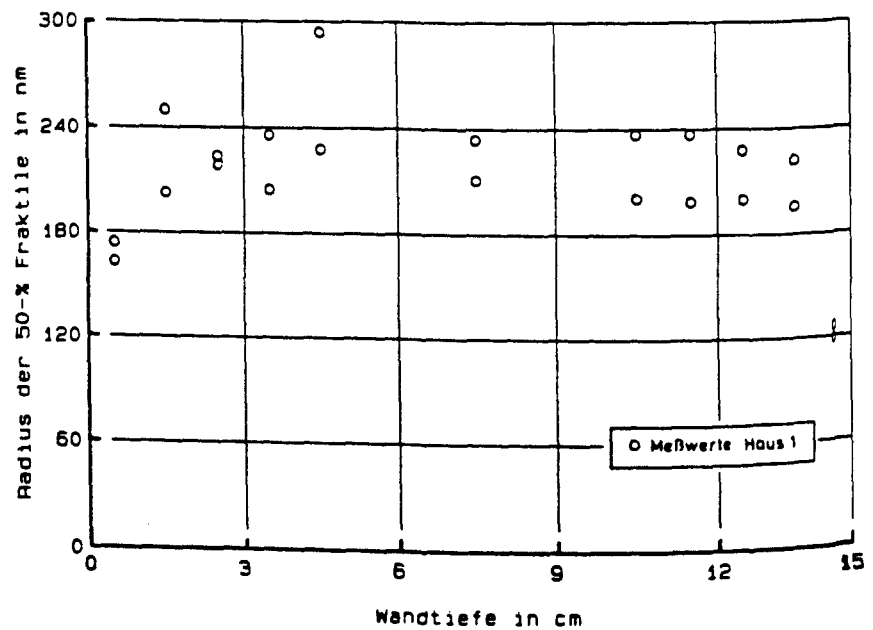 Radius der 50-% Fraktile in nm
300
240
180
120
60
0
0 3 6 9 12 15
Wandtiefe in cm
o Meßwerte Haus 1